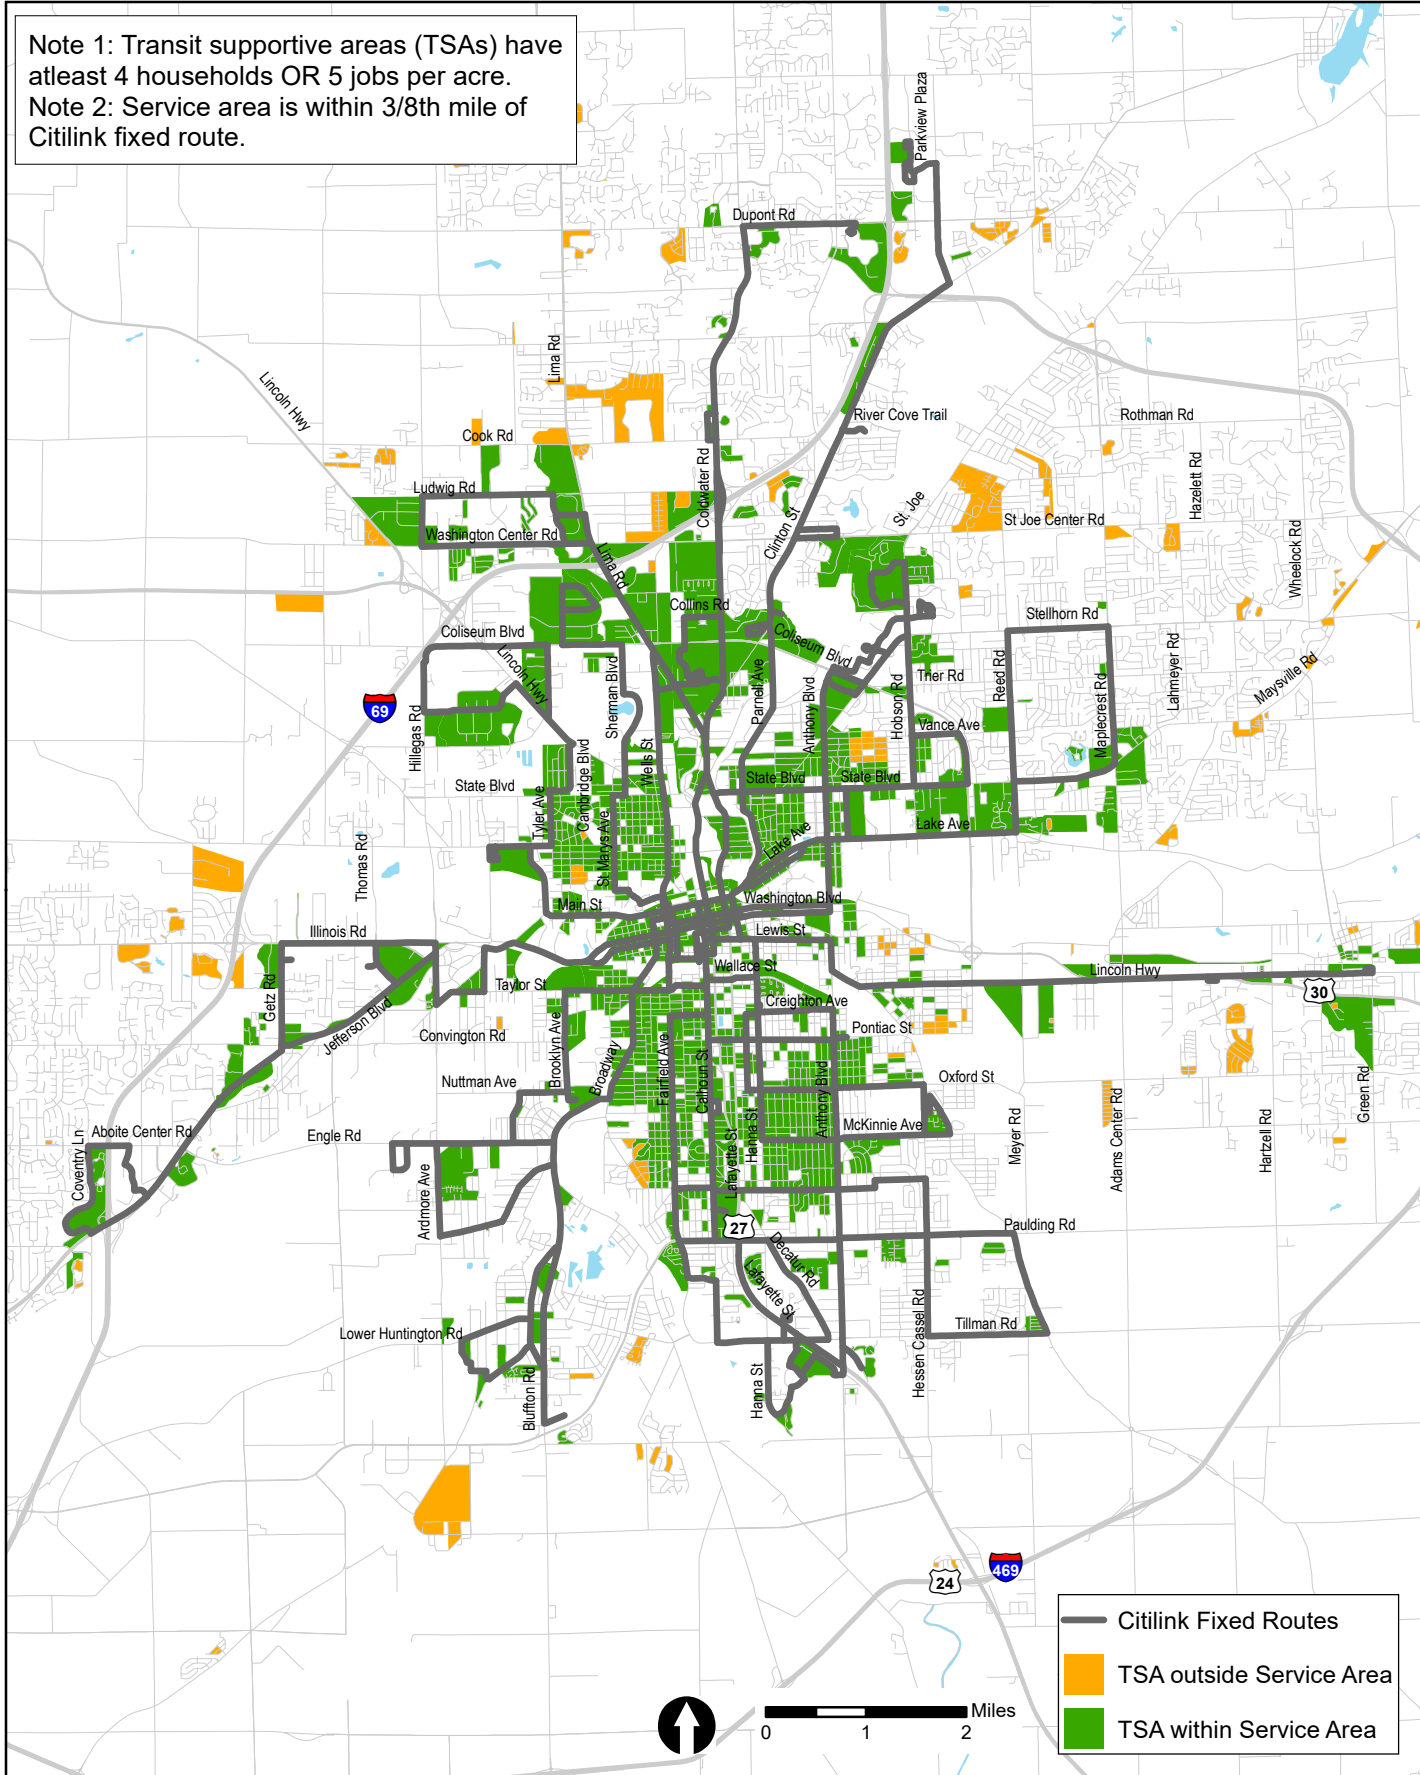 Note 1: Transit supportive areas (TSAs) have
atleast 4 households OR 5 jobs per acre.
Note 2: Service area is within 3/8th mile of
Citilink fixed route.
Parkview Plaza
Dupont Rd
Lima Rd
Lincoln Hwy
River Cove Trail
Rothman Rd
Cook Rd
Coldwater Rd
Hazelett Rd
Ludwig Rd
St. Joe
St Joe Center Rd
Washington Center Rd
Clinton St
Wheelock Rd
Lima Rd
Collins Rd
Stellhorn Rd
Coliseum Blvd
Coliseum Blvd
Lincoln Hwy
Sherman Blvd
Parnell Ave
Anthony Blvd
Hobson Rd
Trier Rd
Reed Rd
Maplecrest Rd
Lahmeyer Rd
Maysville Rd
69
Hillegas Rd
Vance Ave
Wells St
Cambridge Blvd
State Blvd
State Blvd
State Blvd
Tyler Ave
St Marys Ave
Lake Ave
Lake Ave
Thomas Rd
Main St
Washington Blvd
Illinois Rd
Lewis St
Wallace St
Lincoln Hwy
30
Getz Rd
Taylor St
Creighton Ave
Jefferson Blvd
Convington Rd
Pontiac St
Brooklyn Ave
Broadway
Fairfield Ave
Calhoun St
Nuttman Ave
Oxford St
Anthony Blvd
Hanna St
Lafayette St
McKinnie Ave
Meyer Rd
Adams Center Rd
Hartzell Rd
Green Rd
Aboite Center Rd
Engle Rd
Coventry Ln
Ardmore Ave
27
Paulding Rd
Decatur Rd
Lafayette St
Hessen Cassel Rd
Tillman Rd
Lower Huntington Rd
Bluffton Rd
Hanna St
24
469
Citilink Fixed Routes
TSA outside Service Area
TSA within Service Area
Miles
0 1 2